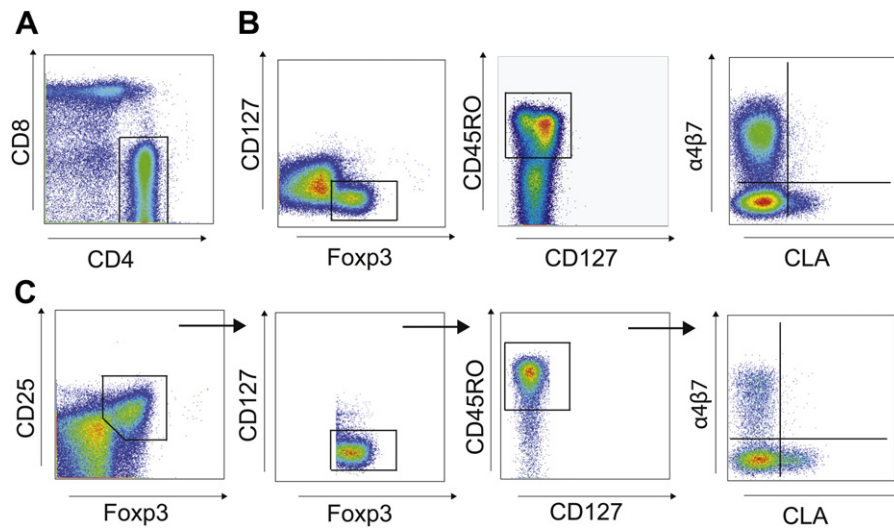 A
CD8
CD4
B
CD127
Foxp3
CD45RO
CD127
α4β7
CLA
C
CD25
Foxp3
CD127
Foxp3
CD45RO
CD127
α4β7
CLA